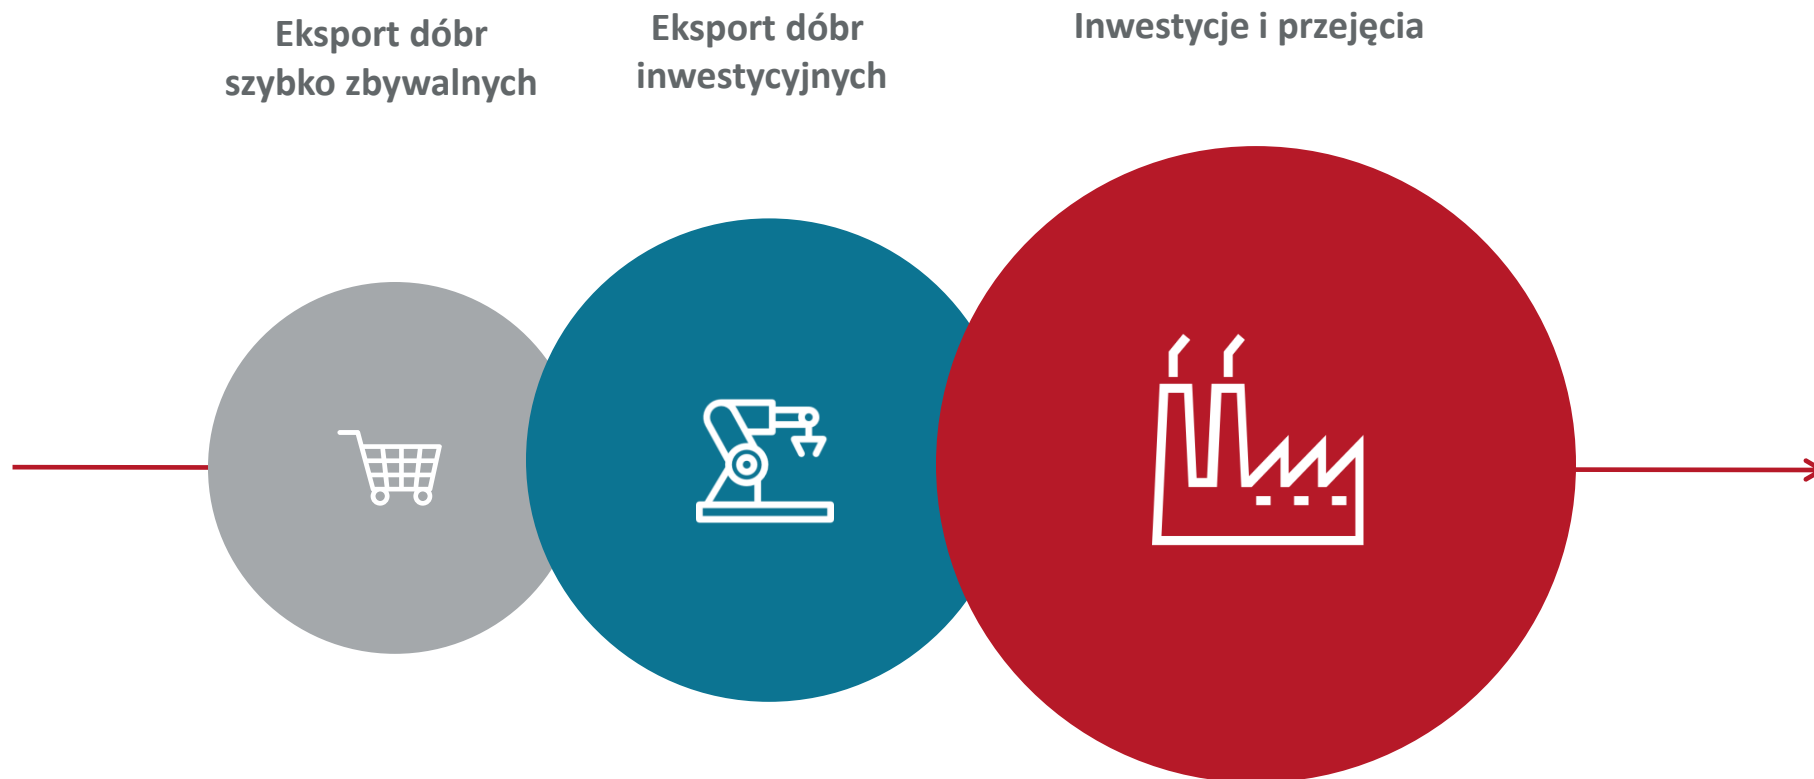 Eksport dóbr
szybko zbywalnych
Eksport dóbr
inwestycyjnych
Inwestycje i przejęcia